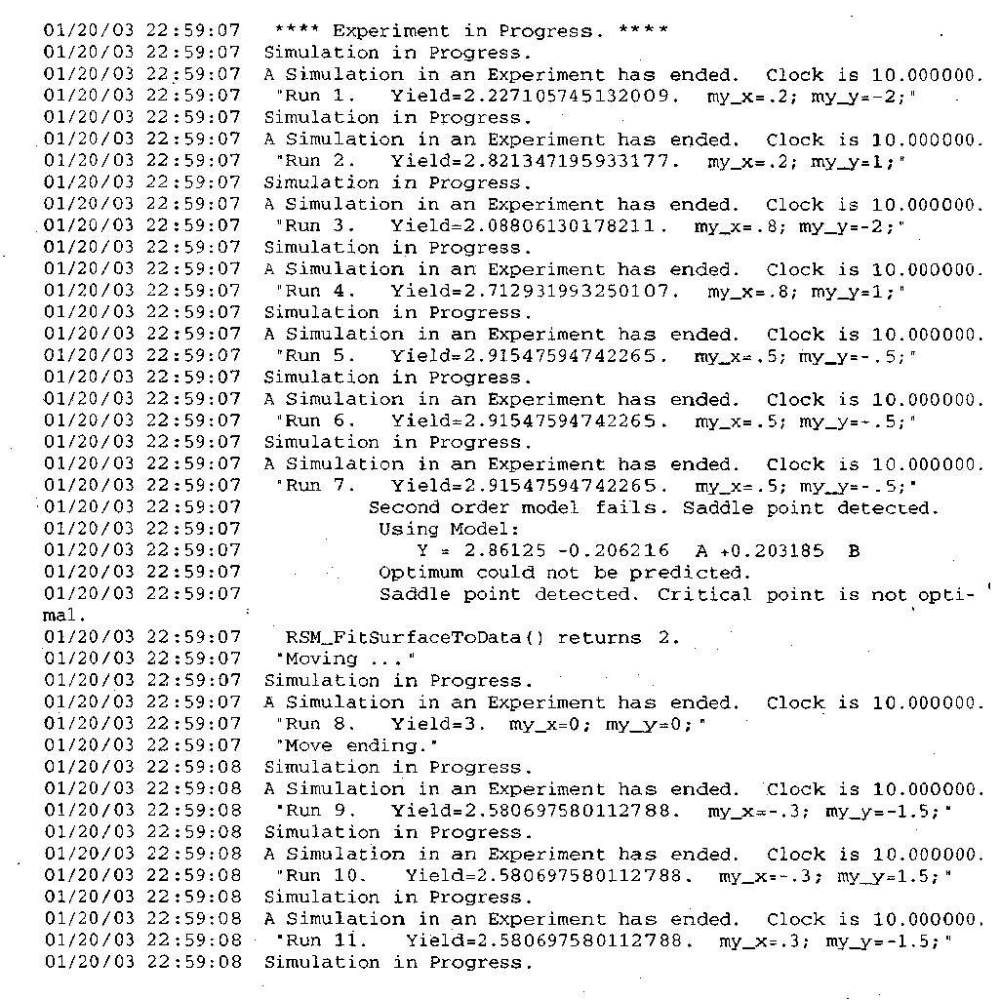 01/20/03 22:59:07 **** Experiment in Progress. ****
01/20/03 22:59:07 Simulation in Progress.
01/20/03 22:59:07 A Simulation in an Experiment has ended. Clock is 10.000000.
01/20/03 22:59:07 "Run 1. Yield=2.227105745132009. my_x=.2; my_y=-2;"
01/20/03 22:59:07 Simulation in Progress.
01/20/03 22:59:07 A Simulation in an Experiment has ended. Clock is 10.000000.
01/20/03 22:59:07 "Run 2. Yield=2.821347195933177. my_x=.2; my_y=1;"
01/20/03 22:59:07 Simulation in Progress.
01/20/03 22:59:07 A Simulation in an Experiment has ended. Clock is 10.000000.
01/20/03 22:59:07 "Run 3. Yield=2.08806130178211. my_x=.8; my_y=-2;"
01/20/03 22:59:07 Simulation in Progress.
01/20/03 22:59:07 A Simulation in an Experiment has ended. Clock is 10.000000.
01/20/03 22:59:07 "Run 4. Yield=2.712931993250107. my_x=.8; my_y=1;"
01/20/03 22:59:07 Simulation in Progress.
01/20/03 22:59:07 A Simulation in an Experiment has ended. Clock is 10.000000.
01/20/03 22:59:07 "Run 5. Yield=2.91547594742265. my_x=.5; my_y=-.5;"
01/20/03 22:59:07 Simulation in Progress.
01/20/03 22:59:07 A Simulation in an Experiment has ended. Clock is 10.000000.
01/20/03 22:59:07 "Run 6. Yield=2.91547594742265. my_x=.5; my_y=-.5;"
01/20/03 22:59:07 Simulation in Progress.
01/20/03 22:59:07 A Simulation in an Experiment has ended. Clock is 10.000000.
01/20/03 22:59:07 "Run 7. Yield=2.91547594742265. my_x=.5; my_y=-.5;"
01/20/03 22:59:07 Second order model fails. Saddle point detected.
01/20/03 22:59:07 Using Model:
01/20/03 22:59:07 Y = 2.86125 -0.206216 A +0.203185 B
01/20/03 22:59:07 Optimum could not be predicted.
01/20/03 22:59:07 Saddle point detected. Critical point is not opti-
mal.
01/20/03 22:59:07 RSM_FitSurfaceToData() returns 2.
01/20/03 22:59:07 "Moving ..."
01/20/03 22:59:07 Simulation in Progress.
01/20/03 22:59:07 A Simulation in an Experiment has ended. Clock is 10.000000.
01/20/03 22:59:07 "Run 8. Yield=3. my_x=0; my_y=0;"
01/20/03 22:59:07 "Move ending."
01/20/03 22:59:08 Simulation in Progress.
01/20/03 22:59:08 A Simulation in an Experiment has ended. Clock is 10.000000.
01/20/03 22:59:08 "Run 9. Yield=2.580697580112788. my_x=-.3; my_y=-1.5;"
01/20/03 22:59:08 Simulation in Progress.
01/20/03 22:59:08 A Simulation in an Experiment has ended. Clock is 10.000000.
01/20/03 22:59:08 "Run 10. Yield=2.580697580112788. my_x=-.3; my_y=1.5;"
01/20/03 22:59:08 Simulation in Progress.
01/20/03 22:59:08 A Simulation in an Experiment has ended. Clock is 10.000000.
01/20/03 22:59:08 "Run 11. Yield=2.580697580112788. my_x=.3; my_y=-1.5;"
01/20/03 22:59:08 Simulation in Progress.